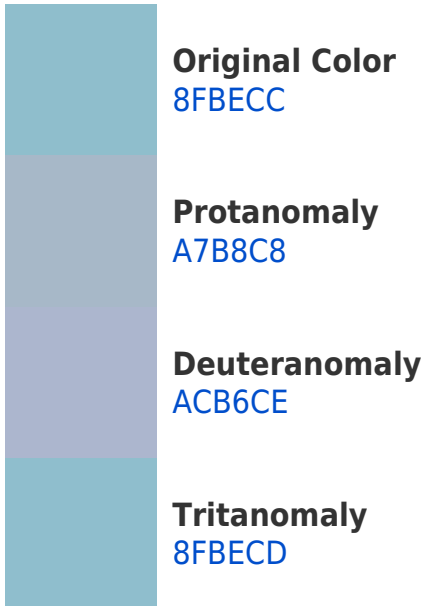 Original Color
8FBECC
Protanomaly
A7B8C8
Deuteranomaly
ACB6CE
Tritanomaly
8FBECD